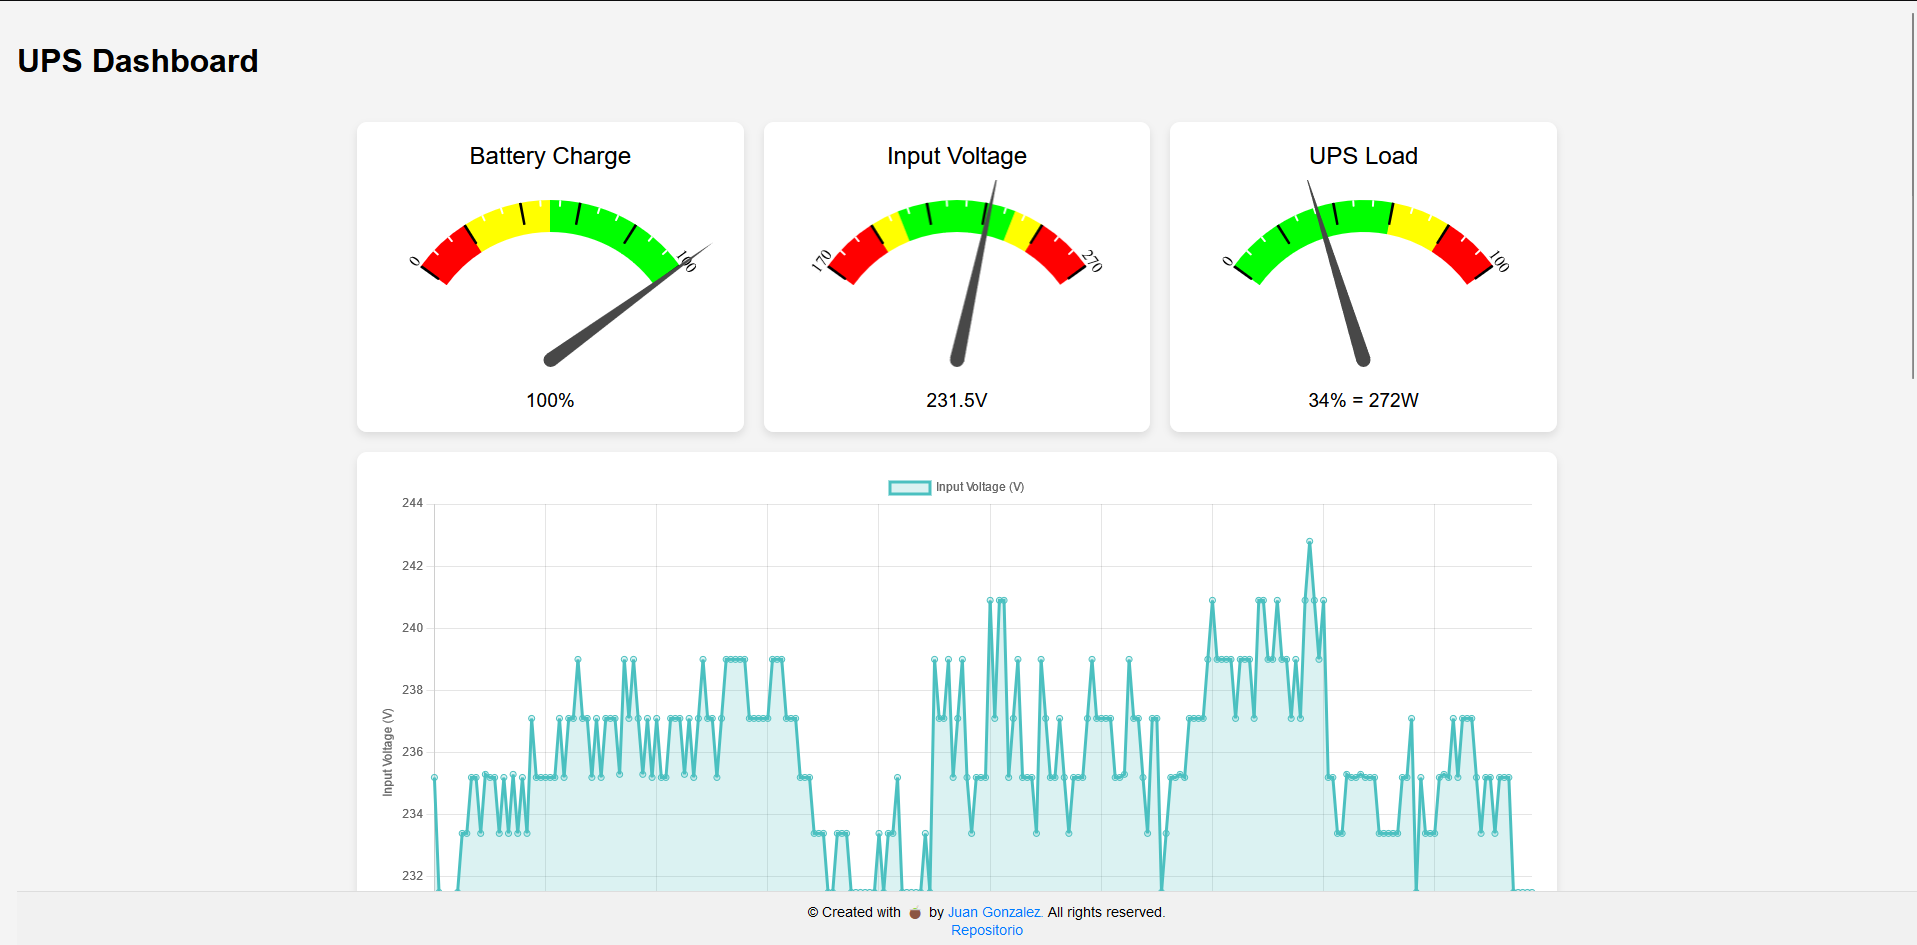 UPS Dashboard
Battery Charge
0
100
100%
Input Voltage
170
270
231.5V
UPS Load
0
100
34% = 272W
Input Voltage (V)
244
242
240
238
236
234
232
Input Voltage (V)
© Created with by Juan Gonzalez. All rights reserved.
Repositorio